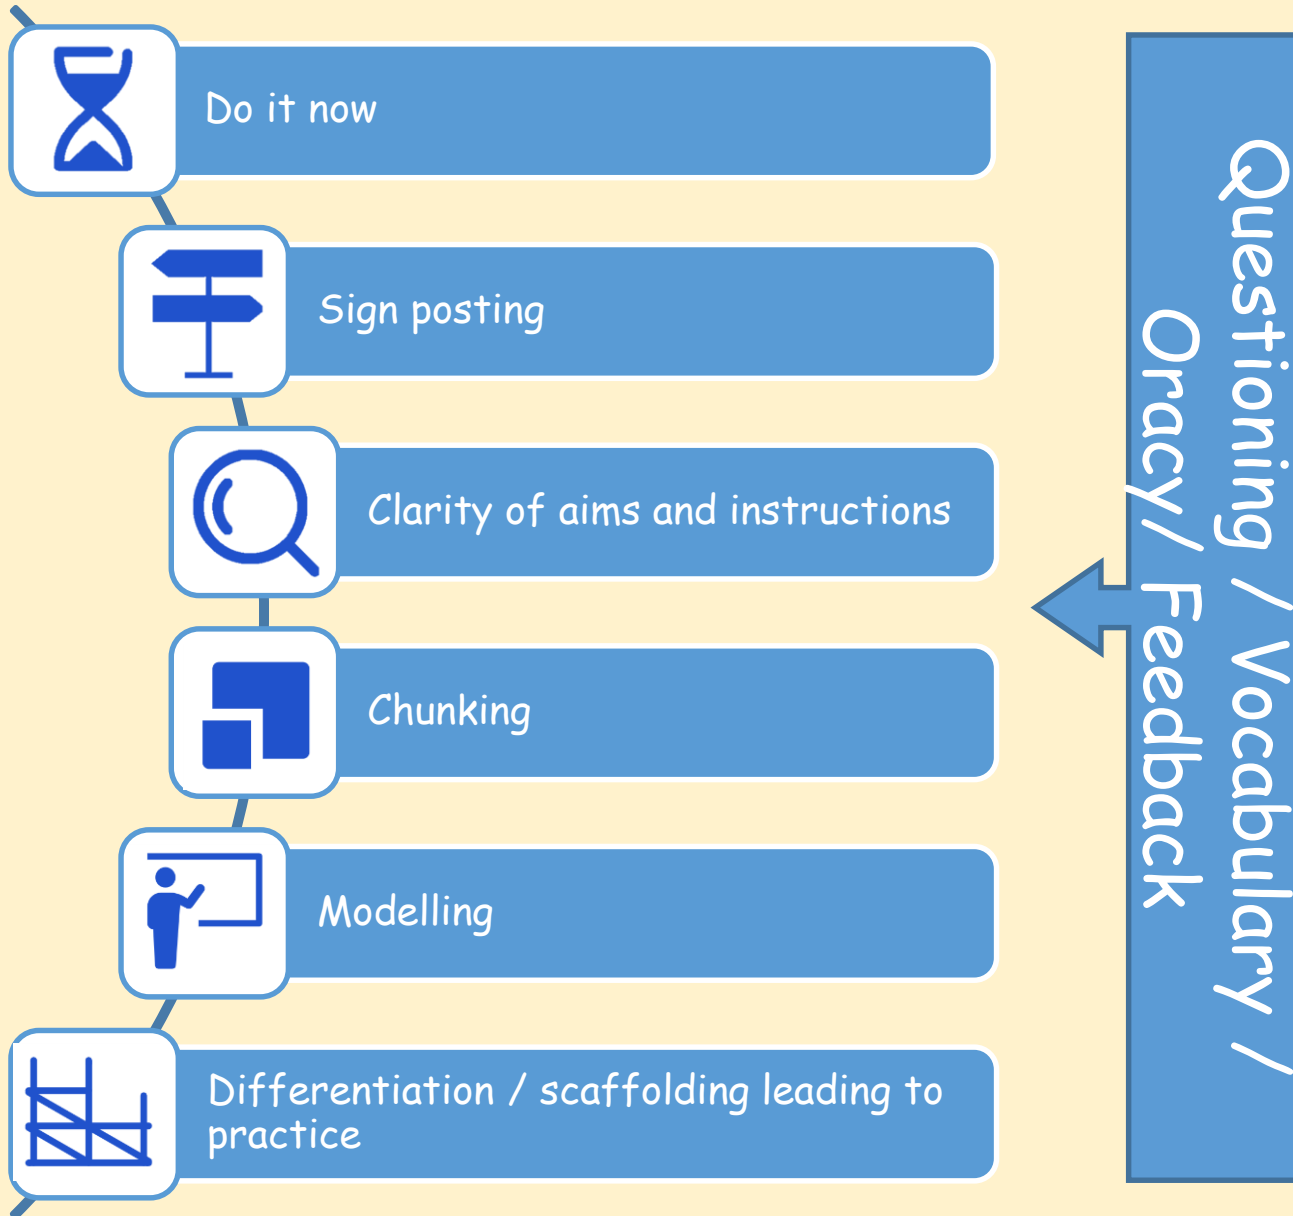 Do it now
Sign posting
Clarity of aims and instructions
Chunking
Modelling
Differentiation / scaffolding leading to
practice
Questioning / Vocabulary /
Oracy/ Feedback